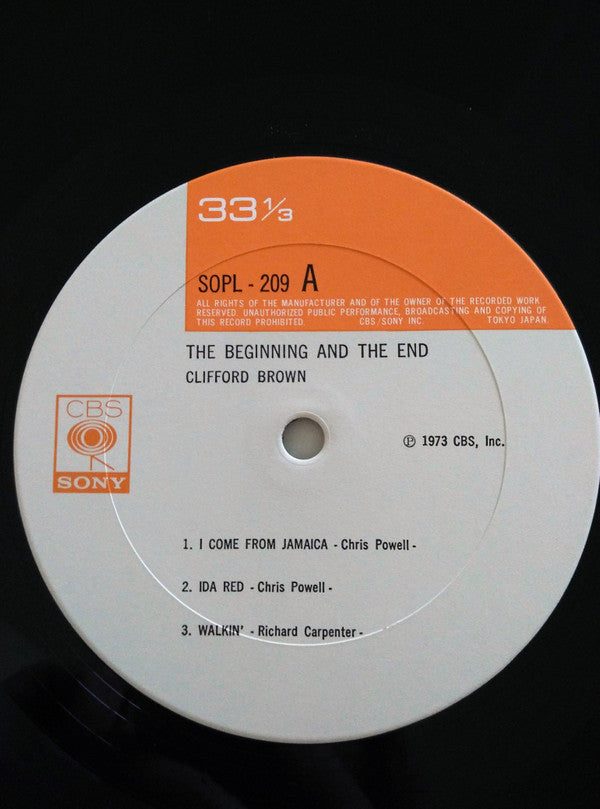 33 1/3
SOPL - 209 A
ALL RIGHTS OF THE MANUFACTURER AND OF THE OWNER OF THE RECORDED WORK
RESERVED. UNAUTHORIZED PUBLIC PERFORMANCE, BROADCASTING AND COPYING OF
THIS RECORD PROHIBITED. CBS/SONY INC. TOKYO JAPAN.
THE BEGINNING AND THE END
CLIFFORD BROWN
CBS
SONY
℗ 1973 CBS, Inc.
1. I COME FROM JAMAICA - Chris Powell -
2. IDA RED - Chris Powell -
3. WALKIN' - Richard Carpenter -